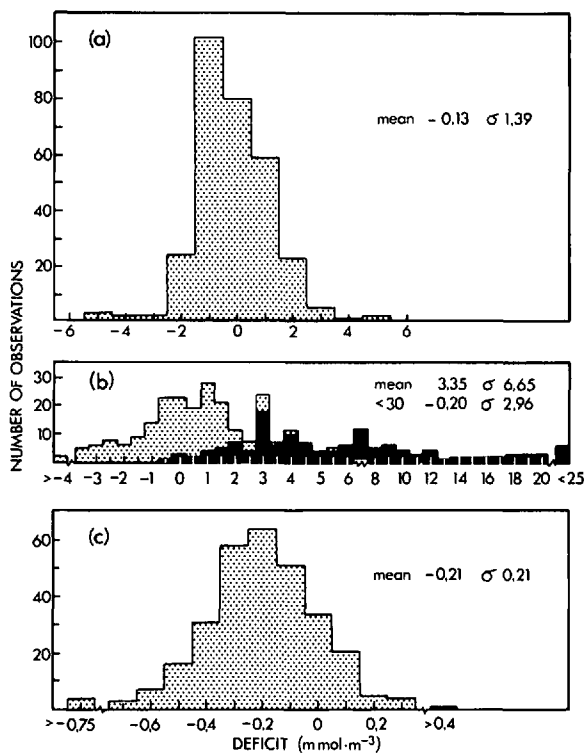 (a)
100
80
60
40
20
mean - 0,13 σ 1,39
-6 -4 -2 0 2 4 6
NUMBER OF OBSERVATIONS
(b)
30
20
10
mean 3.35 σ 6.65
<30 -0,20 σ 2.96
>-4 -3 -2 -1 0 1 2 3 4 5 6 8 10 12 14 16 18 20 <25
(c)
60
40
20
mean -0,21 σ 0,21
>-0,75 -0,6 -0,4 -0,2 0 0,2 >0.4
DEFICIT (mmol·m⁻³)